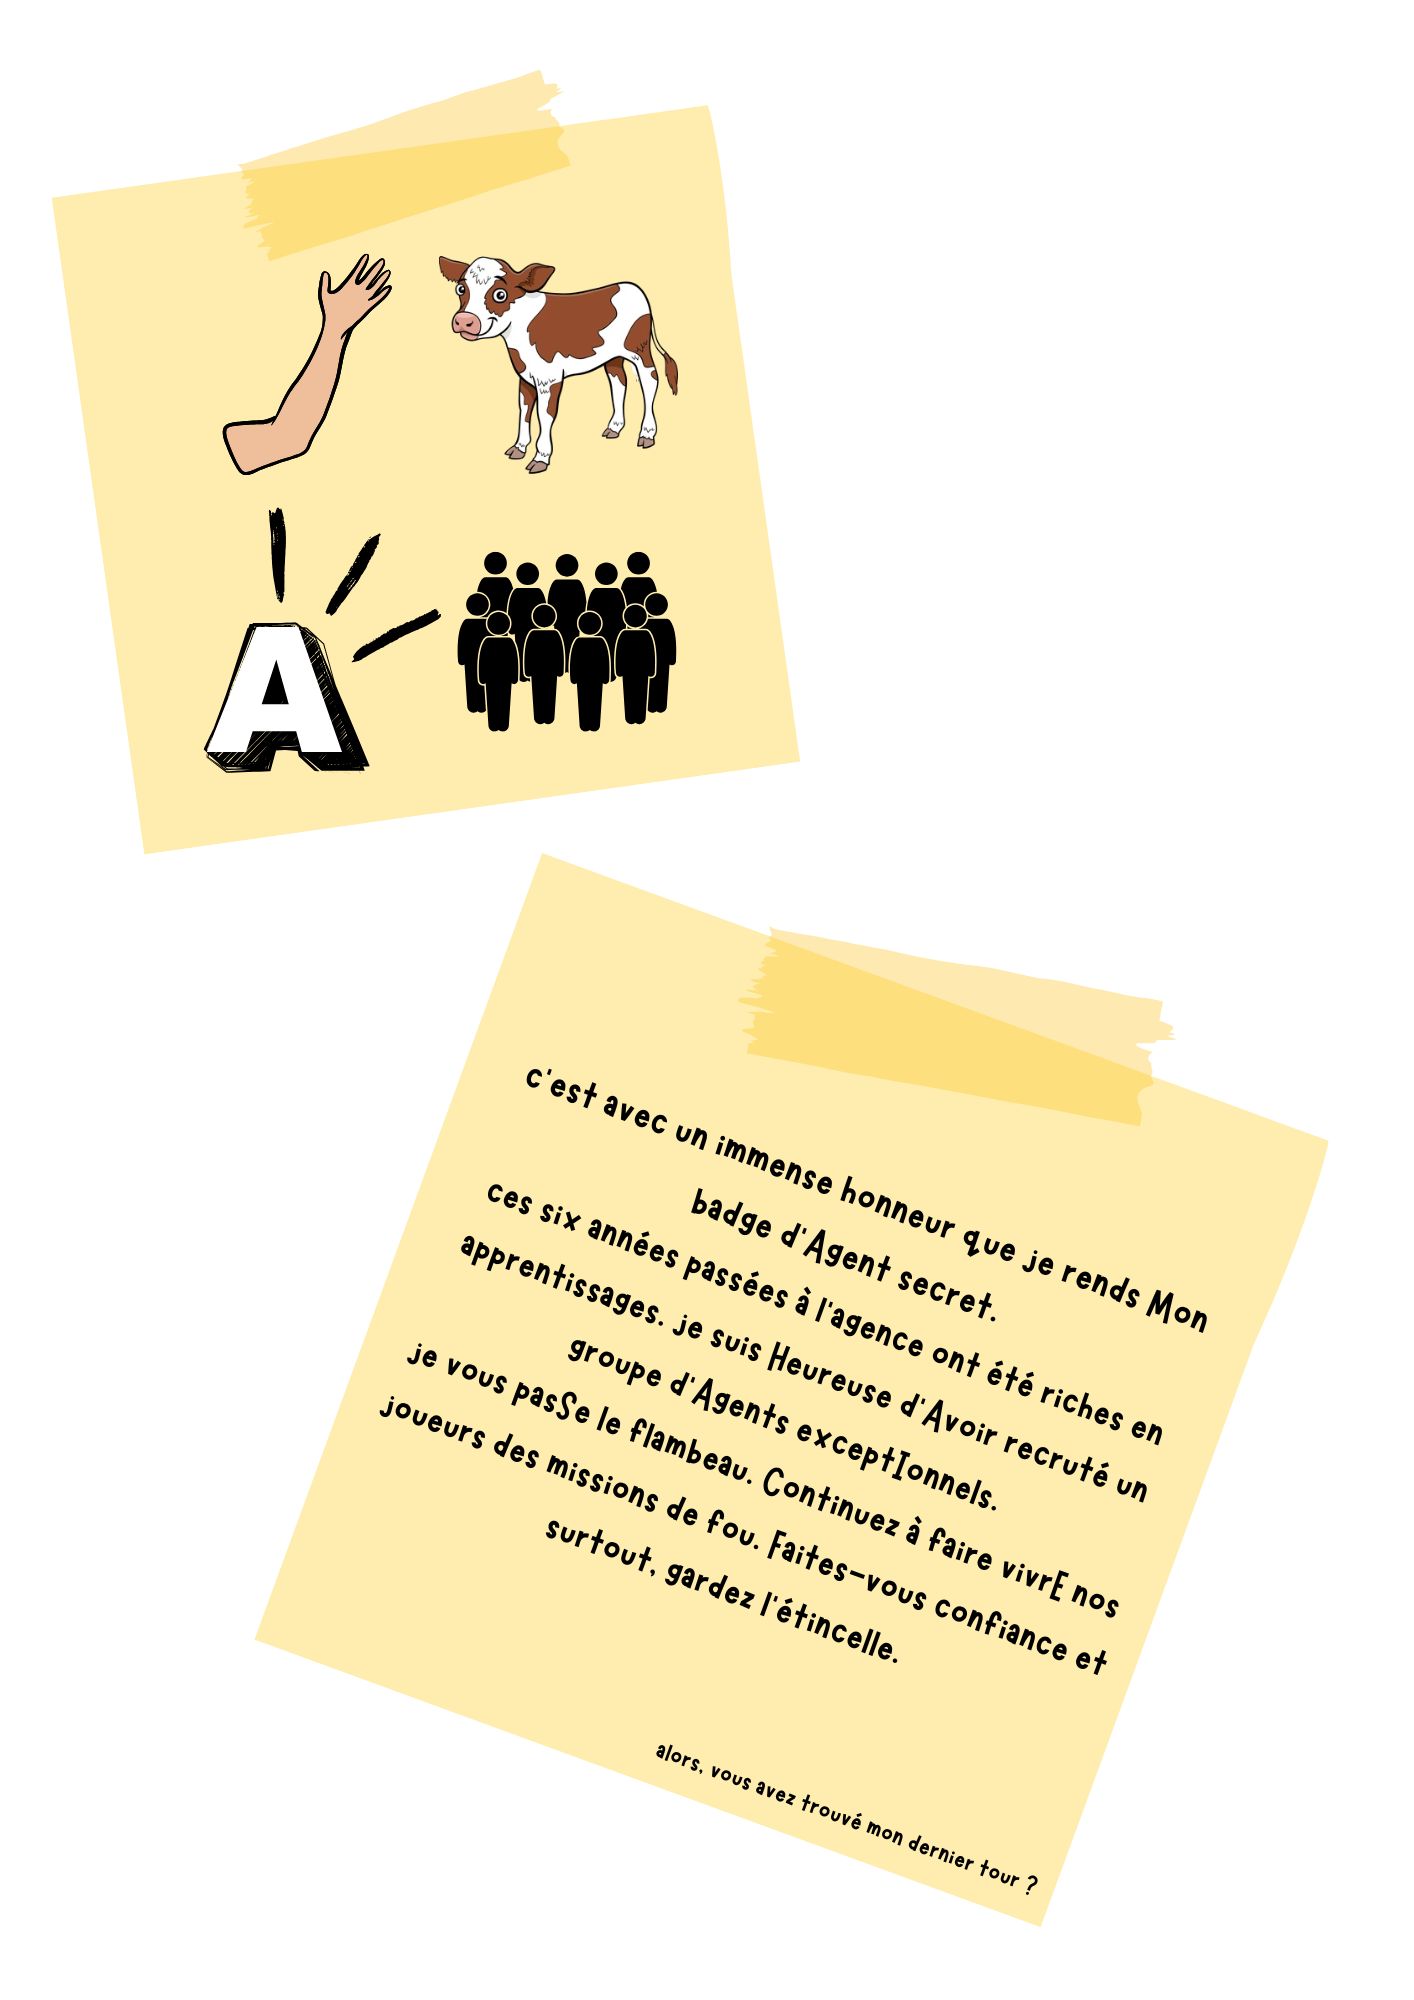 A
c'est avec un immense honneur que je rends Mon
badge d'Agent secret.
ces six années passées à l'agence ont été riches en
apprentissages. je suis Heureuse d'Avoir recruté un
groupe d'Agents exceptIonnels.
je vous pasSe le flambeau. Continuez à faire vivrE nos
joueurs des missions de fou. Faites-vous confiance et
surtout, gardez l'étincelle.
alors, vous avez trouvé mon dernier tour ?